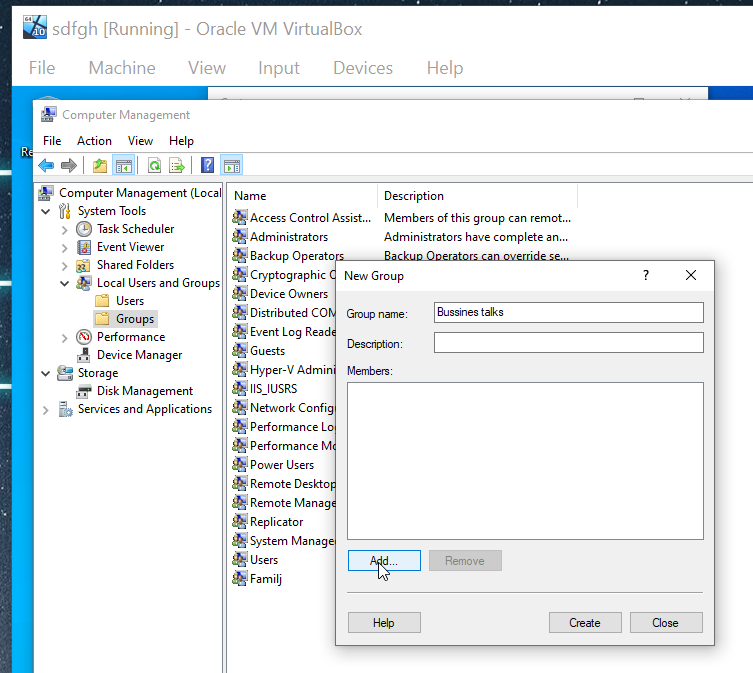 sdfgh [Running] - Oracle VM VirtualBox
File Machine View Input Devices Help
Computer Management
File Action View Help
Computer Management (Local
System Tools
Task Scheduler
Event Viewer
Shared Folders
Local Users and Groups
Users
Groups
Performance
Device Manager
Storage
Disk Management
Services and Applications
Name Description
Access Control Assist... Members of this group can remot...
Administrators Administrators have complete an...
Backup Operators Backup Operators can override se...
Cryptographic O
Device Owners
Distributed COM
Event Log Reade
Guests
Hyper-V Admini
IIS_IUSRS
Network Configu
Performance Lo
Performance Mo
Power Users
Remote Desktop
Remote Manage
Replicator
System Manage
Users
Familj
New Group
?
Group name: Bussines talks
Description:
Members:
Add... Remove
Help Create Close